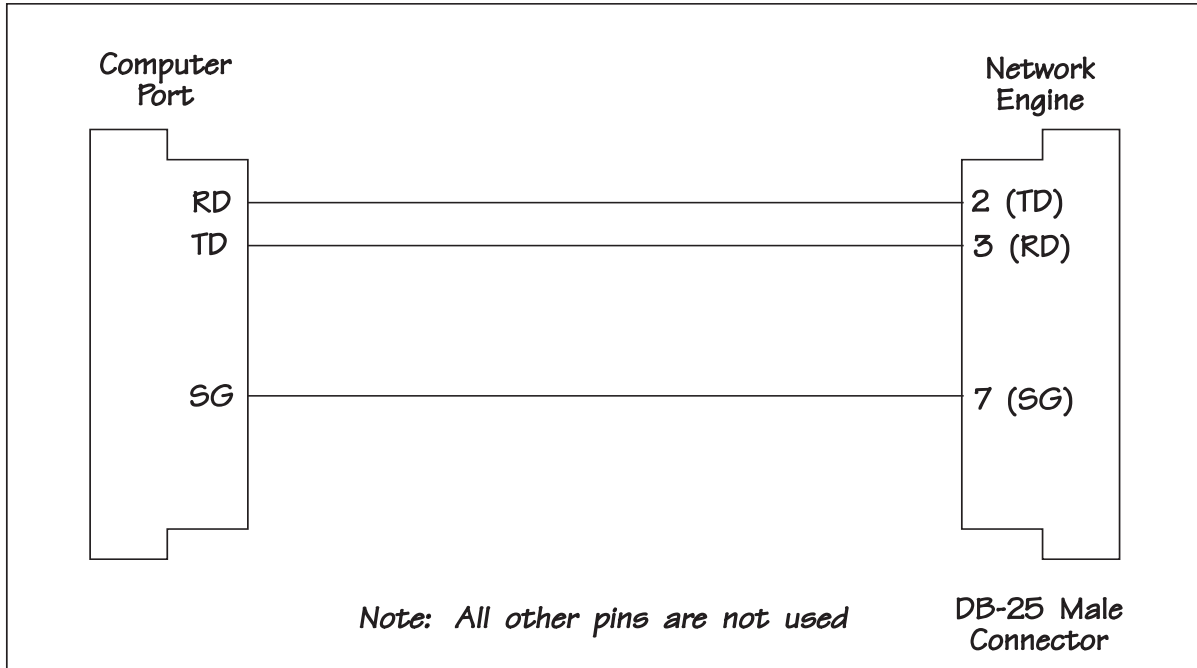 Computer
Port
Network
Engine
RD
2 (TD)
TD
3 (RD)
SG
7 (SG)
Note: All other pins are not used
DB-25 Male
Connector